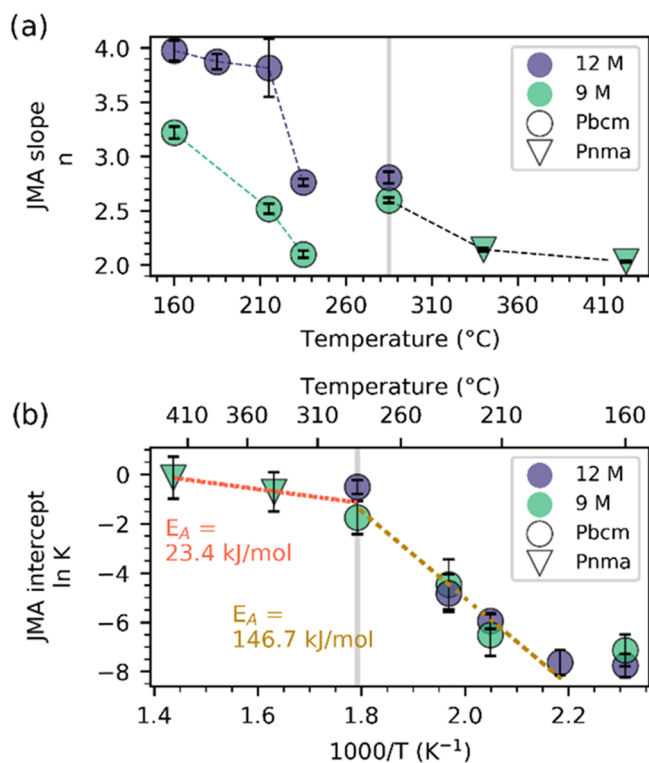 (a)
4.0
3.5
3.0
2.5
2.0
JMA slope
n
12 M
9 M
Pbcm
Pnma
160 210 260 310 360 410
Temperature (°C)
Temperature (°C)
(b)
410 360 310 260 210 160
0
−2
−4
−6
−8
JMA intercept
ln K
12 M
9 M
Pbcm
Pnma
E_A =
23.4 kJ/mol
E_A =
146.7 kJ/mol
1.4 1.6 1.8 2.0 2.2
1000/T (K⁻¹)